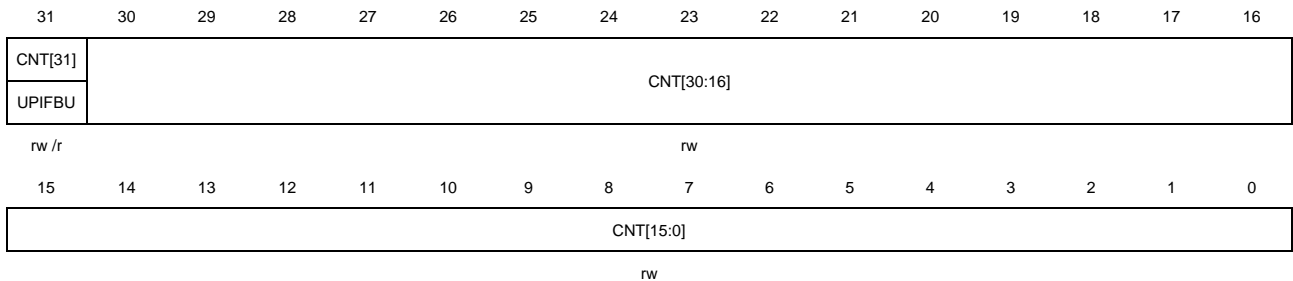 31 30 29 28 27 26 25 24 23 22 21 20 19 18 17 16
CNT[31]
CNT[30:16]
UPIFBU
rw /r rw
15 14 13 12 11 10 9 8 7 6 5 4 3 2 1 0
CNT[15:0]
rw